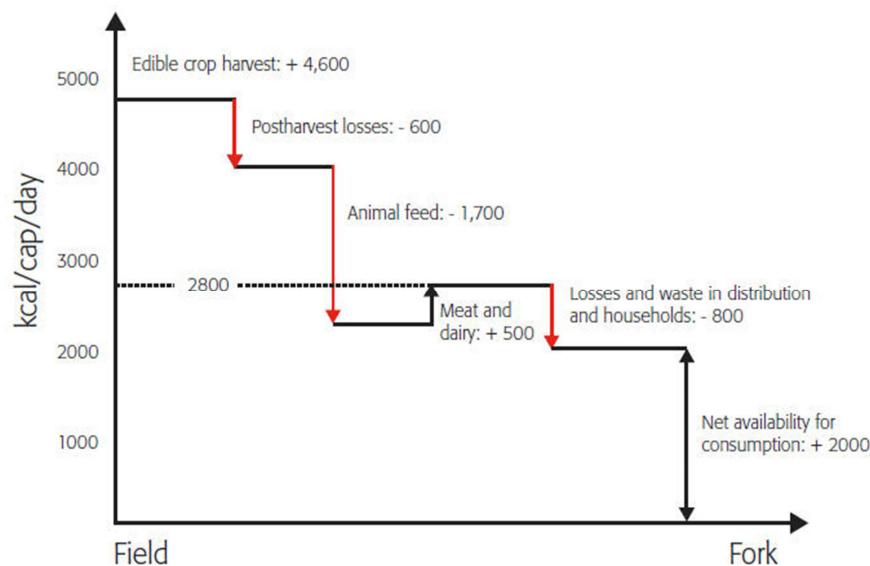 5000
Edible crop harvest: + 4,600
Postharvest losses: - 600
4000
Animal feed: - 1,700
3000
2800
Meat and
dairy: + 500
Losses and waste in distribution
and households: - 800
2000
1000
Net availability for
consumption: + 2000
kcal/cap/day
Field
Fork